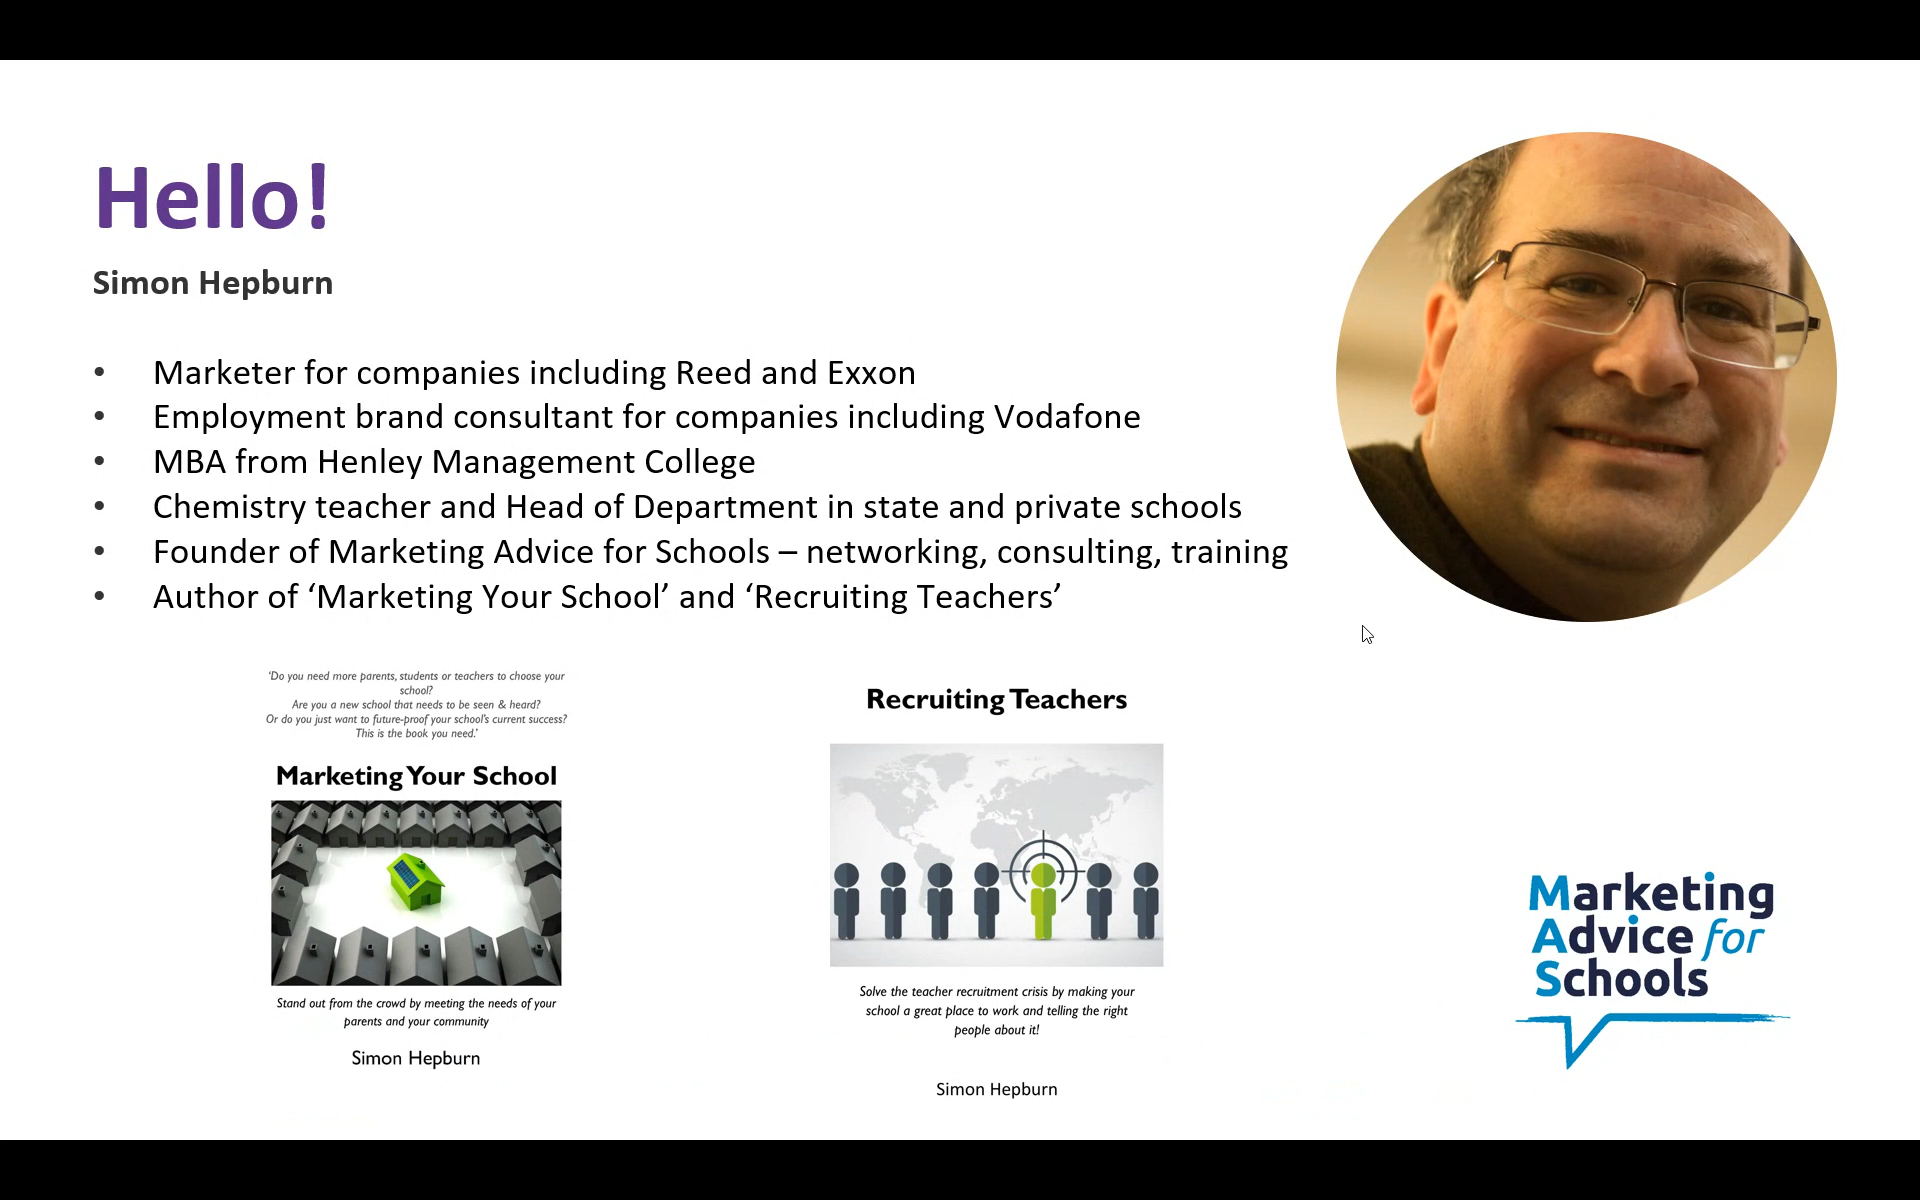 Hello!
Simon Hepburn
• Marketer for companies including Reed and Exxon
• Employment brand consultant for companies including Vodafone
• MBA from Henley Management College
• Chemistry teacher and Head of Department in state and private schools
• Founder of Marketing Advice for Schools – networking, consulting, training
• Author of ‘Marketing Your School’ and ‘Recruiting Teachers’
‘Do you need more parents, students or teachers to choose your
school?
Are you a new school that needs to be seen & heard?
Or do you just want to future-proof your school's current success?
This is the book you need.’
Marketing Your School
Stand out from the crowd by meeting the needs of your
parents and your community
Simon Hepburn
Recruiting Teachers
Solve the teacher recruitment crisis by making your
school a great place to work and telling the right
people about it!
Simon Hepburn
Marketing
Advice for
Schools